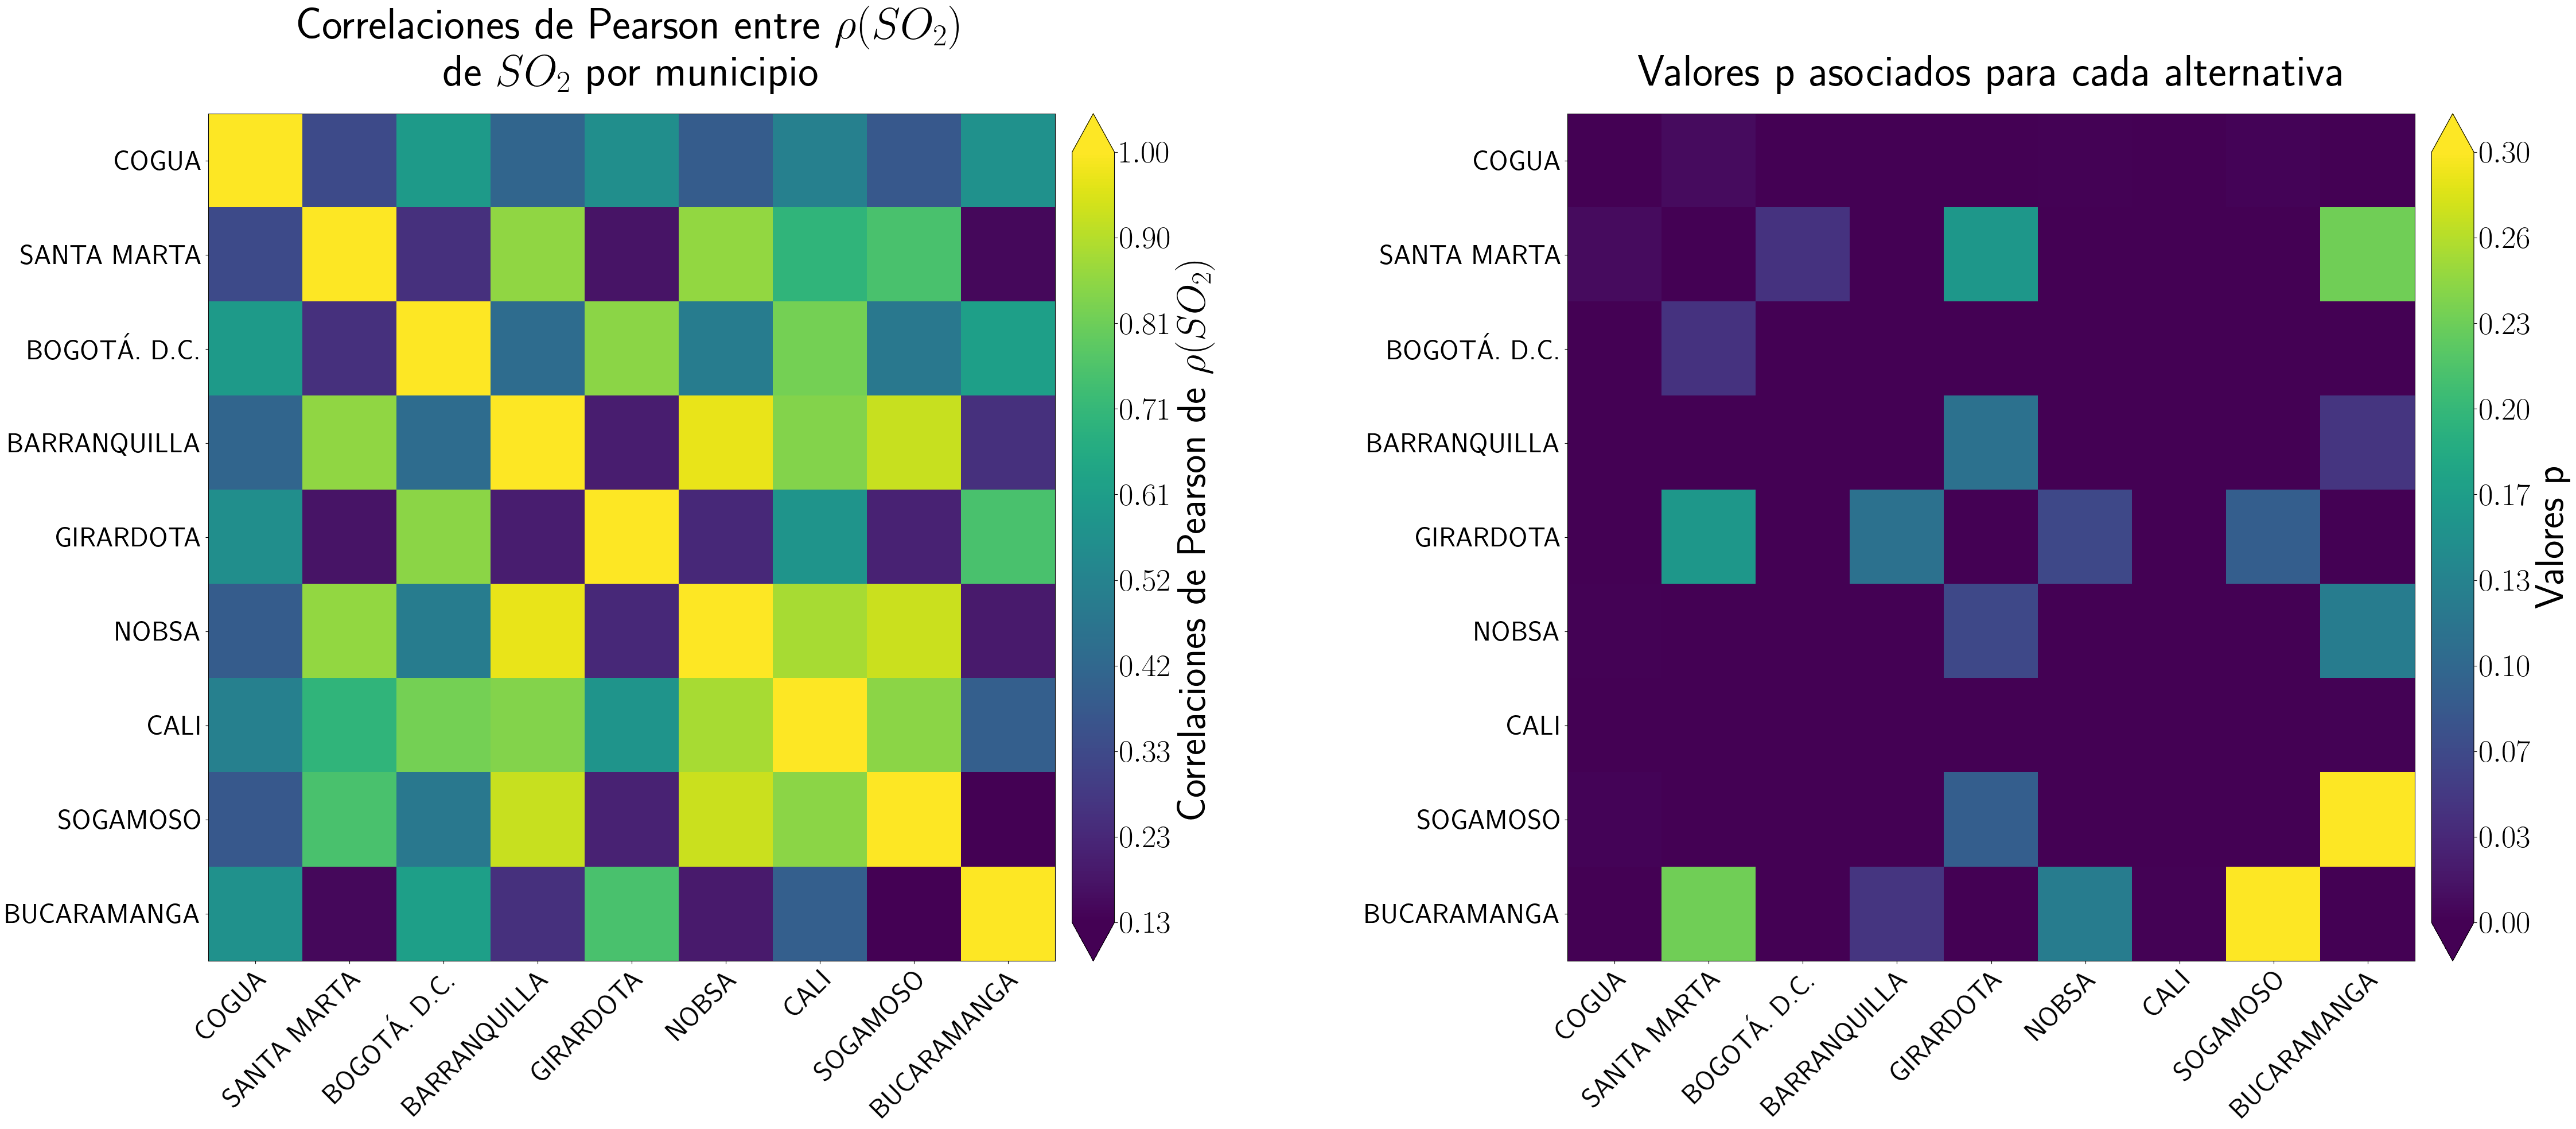 Correlaciones de Pearson entre ρ(SO₂)
de SO₂ por municipio
COGUA
SANTA MARTA
BOGOTÁ. D.C.
BARRANQUILLA
GIRARDOTA
NOBSA
CALI
SOGAMOSO
BUCARAMANGA
COGUA
SANTA MARTA
BOGOTÁ. D.C.
BARRANQUILLA
GIRARDOTA
NOBSA
CALI
SOGAMOSO
BUCARAMANGA
1.00
0.90
0.81
0.71
0.61
0.52
0.42
0.33
0.23
0.13
Correlaciones de Pearson de ρ(SO₂)
Valores p asociados para cada alternativa
COGUA
SANTA MARTA
BOGOTÁ. D.C.
BARRANQUILLA
GIRARDOTA
NOBSA
CALI
SOGAMOSO
BUCARAMANGA
COGUA
SANTA MARTA
BOGOTÁ. D.C.
BARRANQUILLA
GIRARDOTA
NOBSA
CALI
SOGAMOSO
BUCARAMANGA
0.30
0.26
0.23
0.20
0.17
0.13
0.10
0.07
0.03
0.00
Valores p